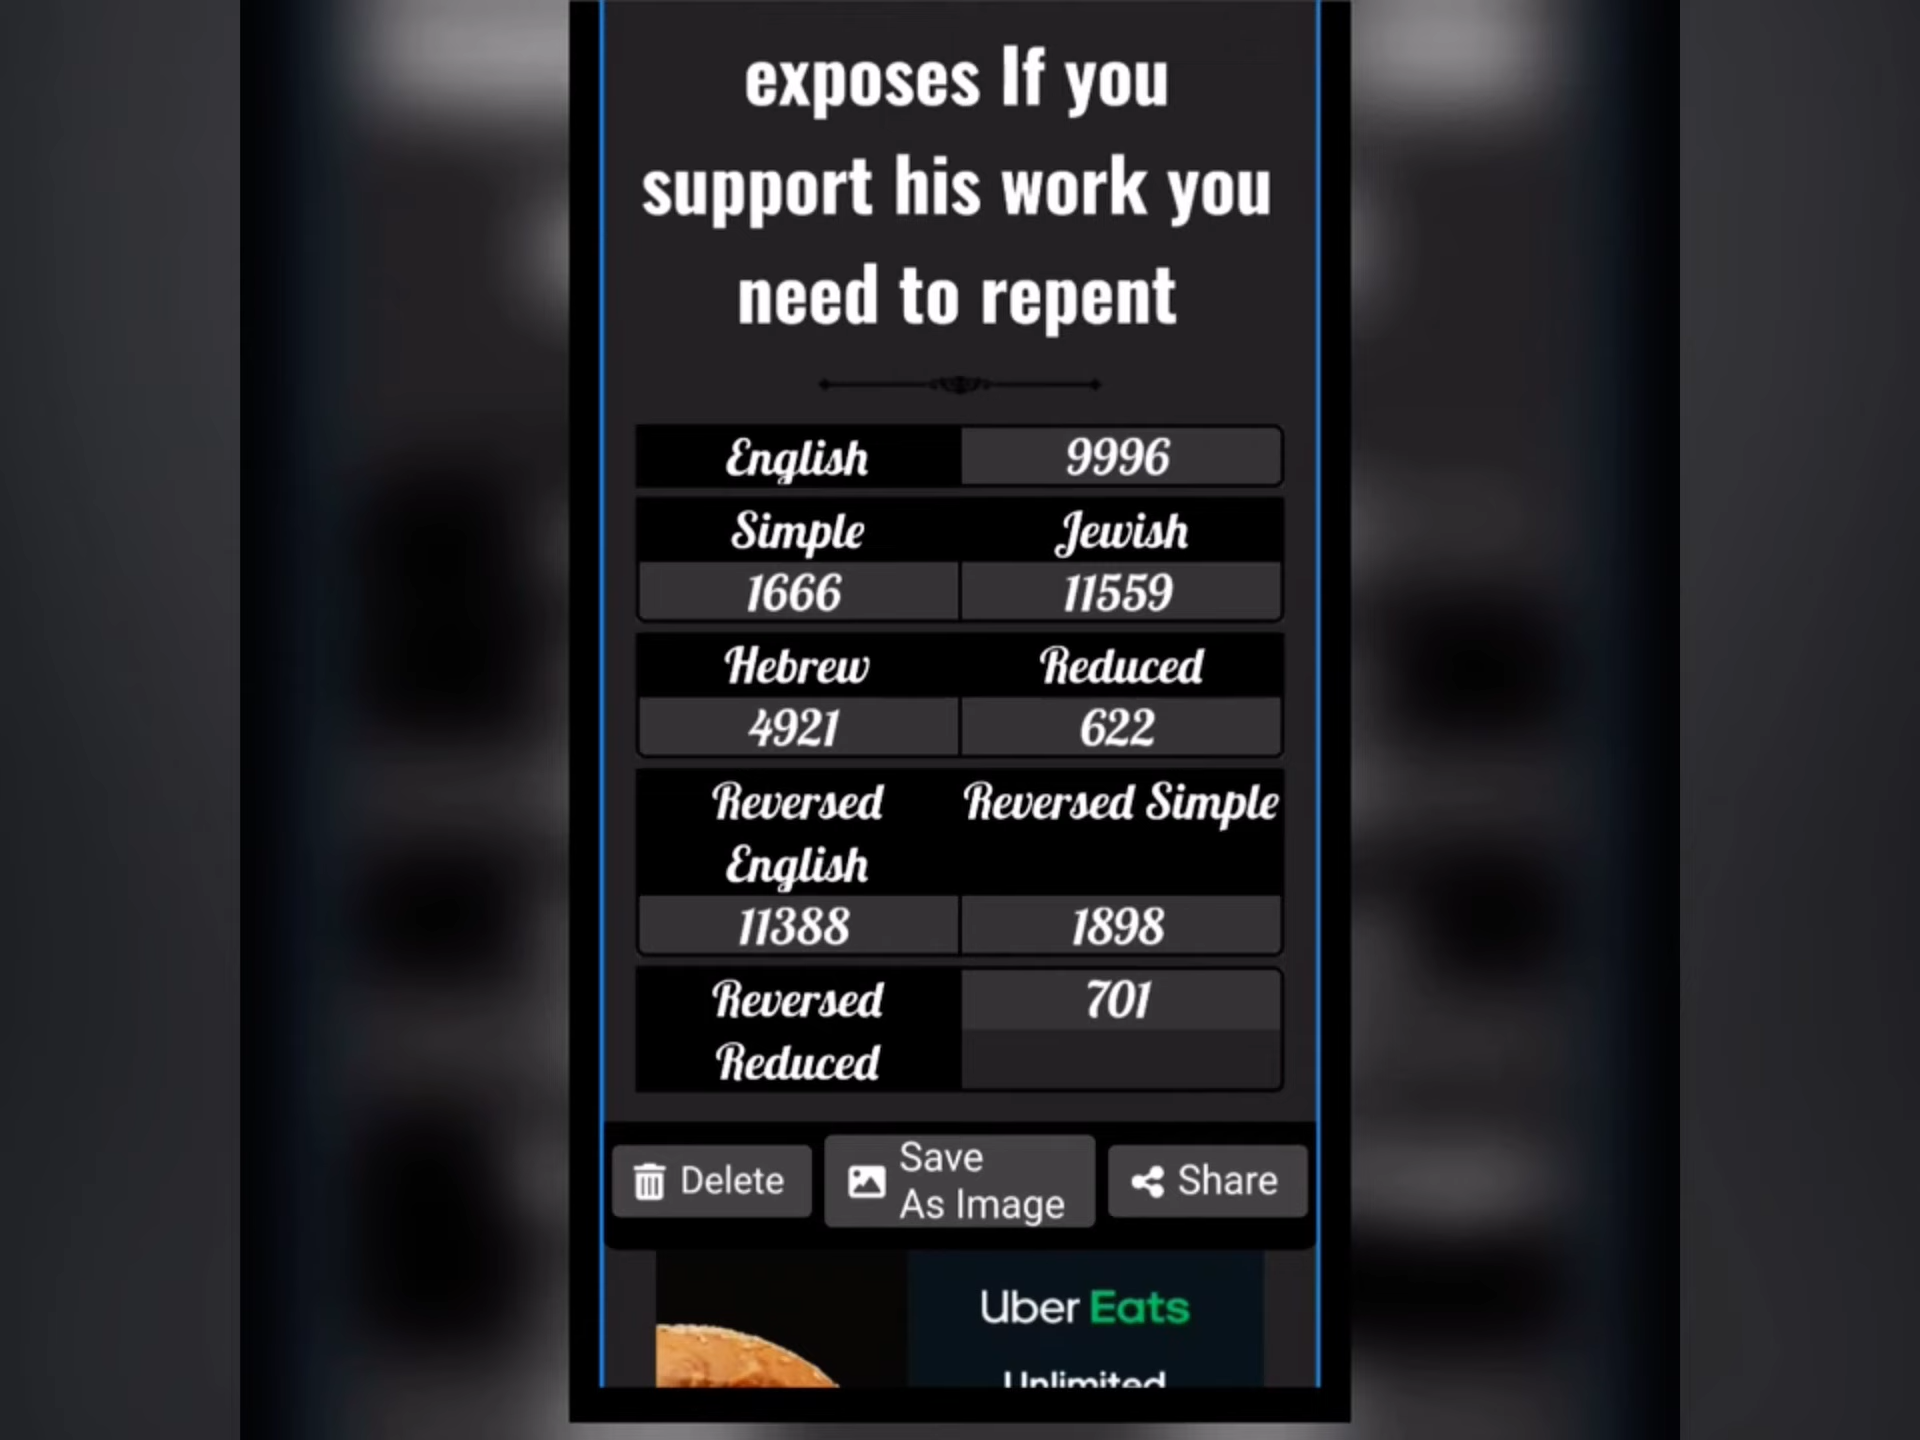 exposes If you
support his work you
need to repent
English 9996
Simple Jewish
1666 11559
Hebrew Reduced
4921 622
Reversed English Reversed Simple
11388 1898
Reversed Reduced 701
Delete Save As Image Share
Uber Eats
Unlimited